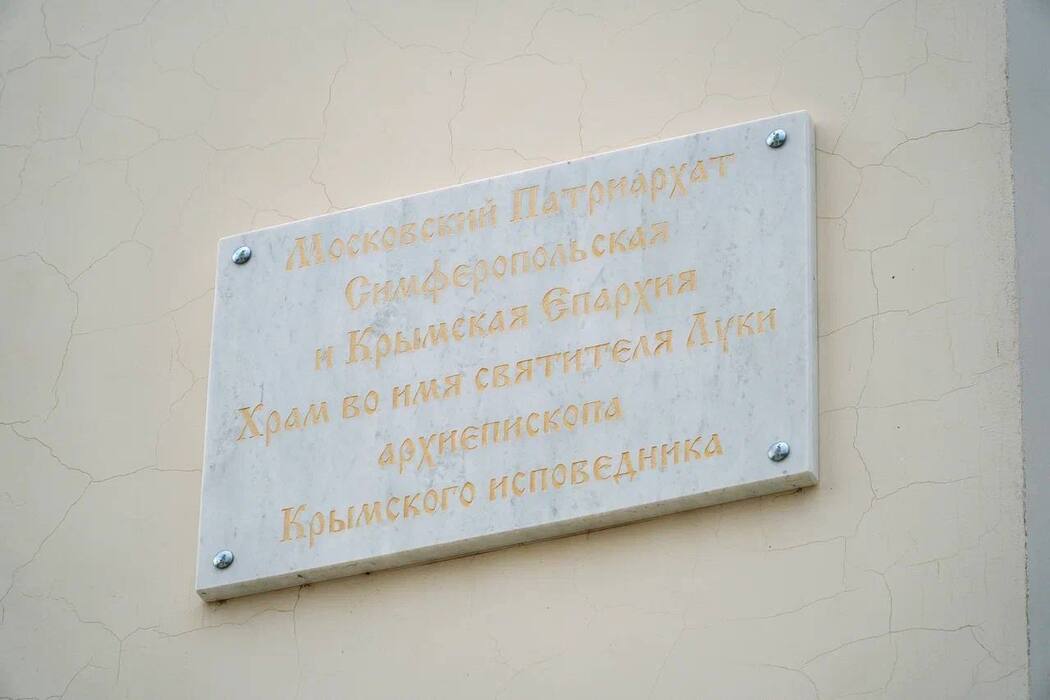 Московский Патриархат
Симферопольская
и Крымская Епархия
Храм во имя святителя Луки
архиепископа
Крымского исповедника